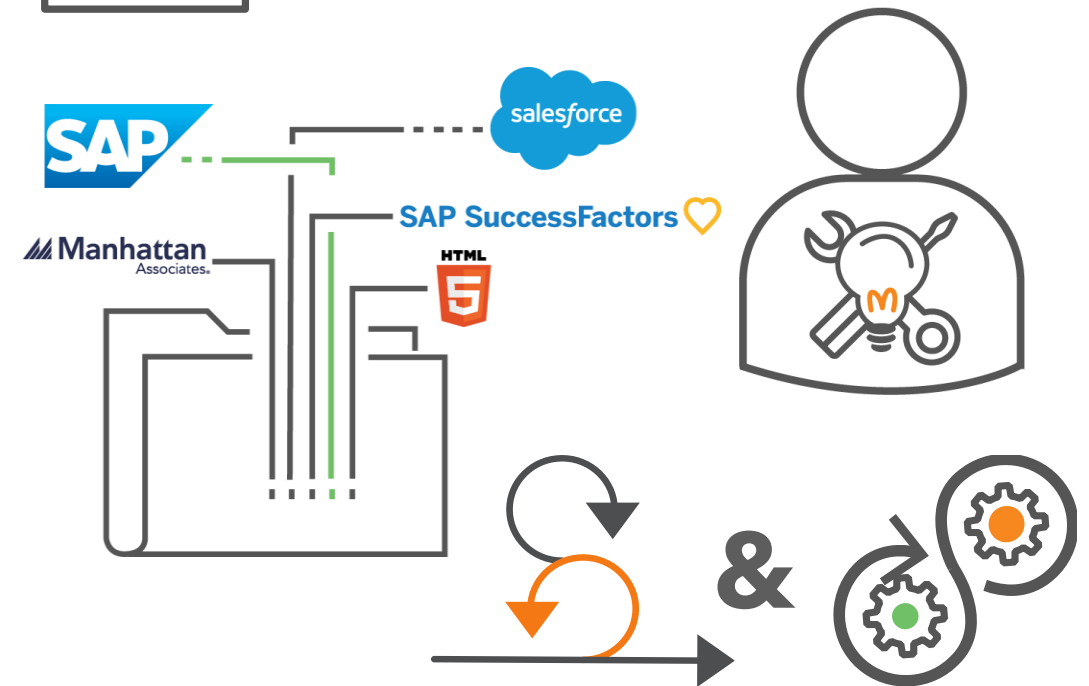 salesforce
SAP
SAP SuccessFactors
Manhattan
Associates.
HTML
5
M
&